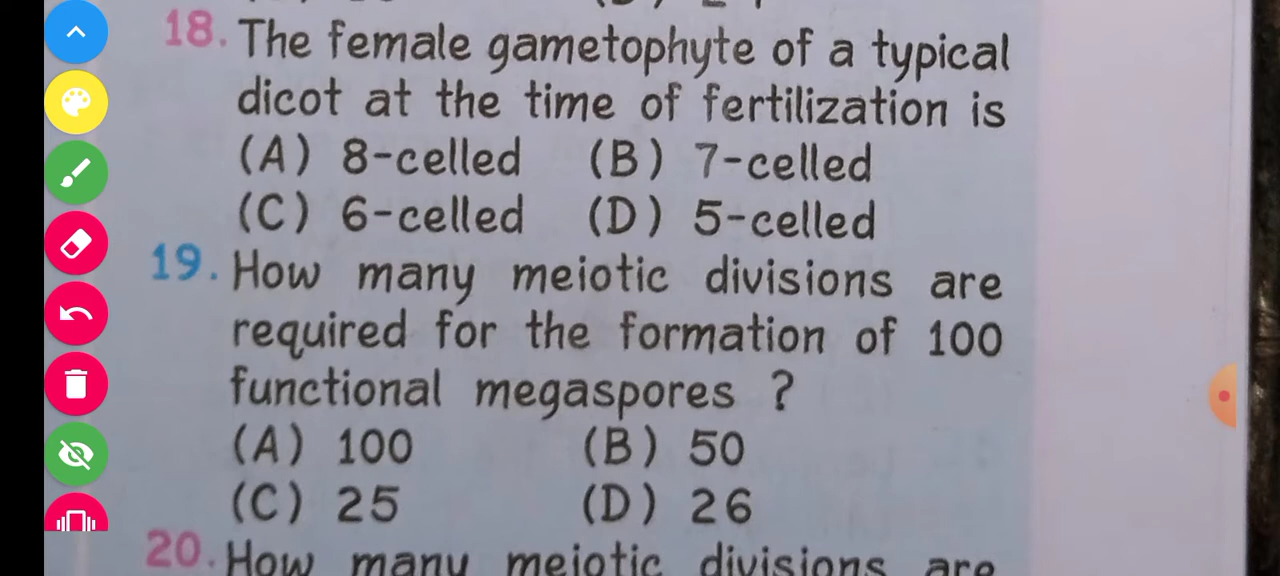 18. The female gametophyte of a typical
dicot at the time of fertilization is
(A) 8-celled (B) 7-celled
(C) 6-celled (D) 5-celled
19. How many meiotic divisions are
required for the formation of 100
functional megaspores ?
(A) 100 (B) 50
(C) 25 (D) 26
20. How many meiotic divisions are